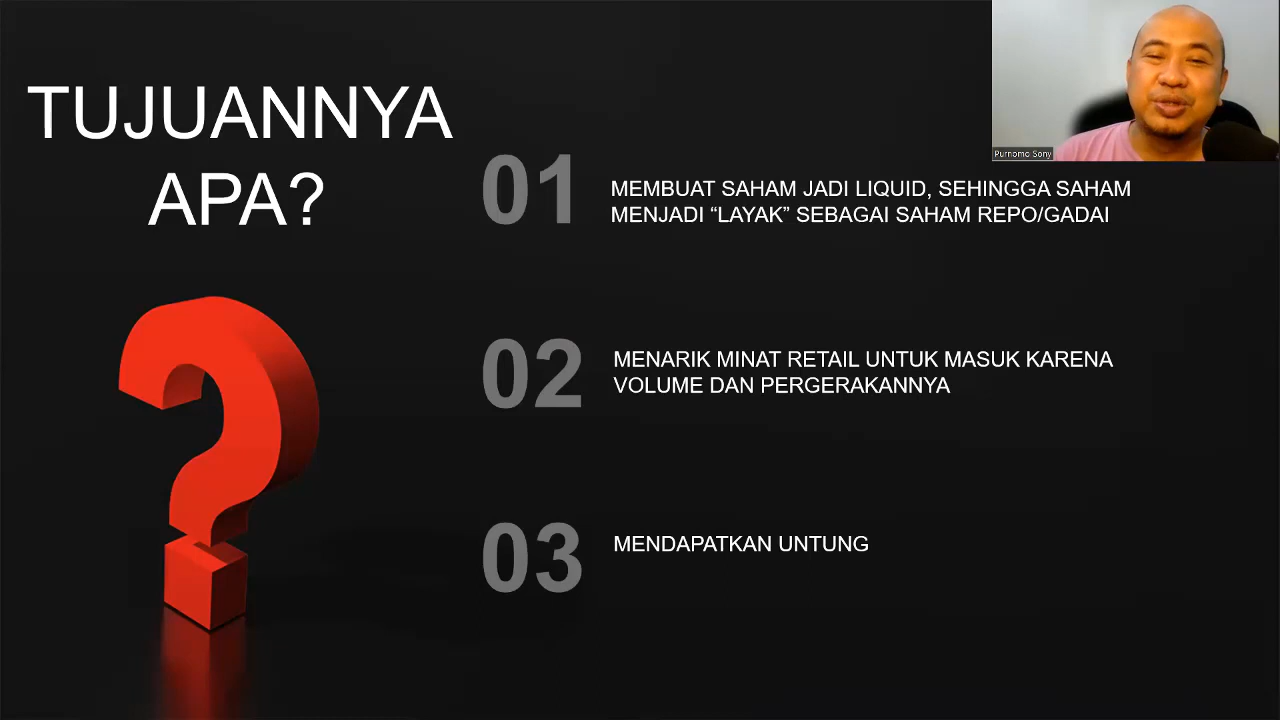 TUJUANNYA
APA?
01
MEMBUAT SAHAM JADI LIQUID, SEHINGGA SAHAM
MENJADI “LAYAK” SEBAGAI SAHAM REPO/GADAI
02
MENARIK MINAT RETAIL UNTUK MASUK KARENA
VOLUME DAN PERGERAKANNYA
03
MENDAPATKAN UNTUNG
Purnomo Sony